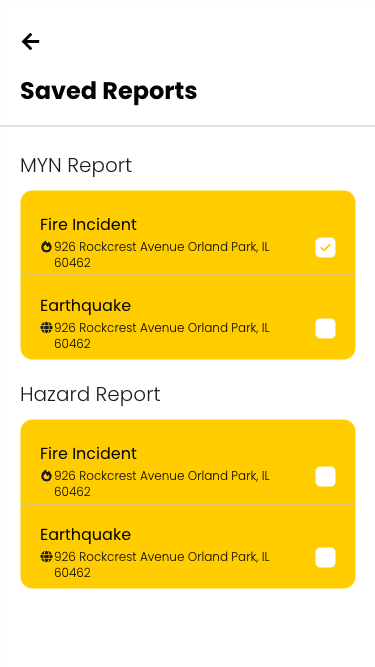 Saved Reports
MYN Report
Fire Incident
926 Rockcrest Avenue Orland Park, IL
60462
Earthquake
926 Rockcrest Avenue Orland Park, IL
60462
Hazard Report
Fire Incident
926 Rockcrest Avenue Orland Park, IL
60462
Earthquake
926 Rockcrest Avenue Orland Park, IL
60462